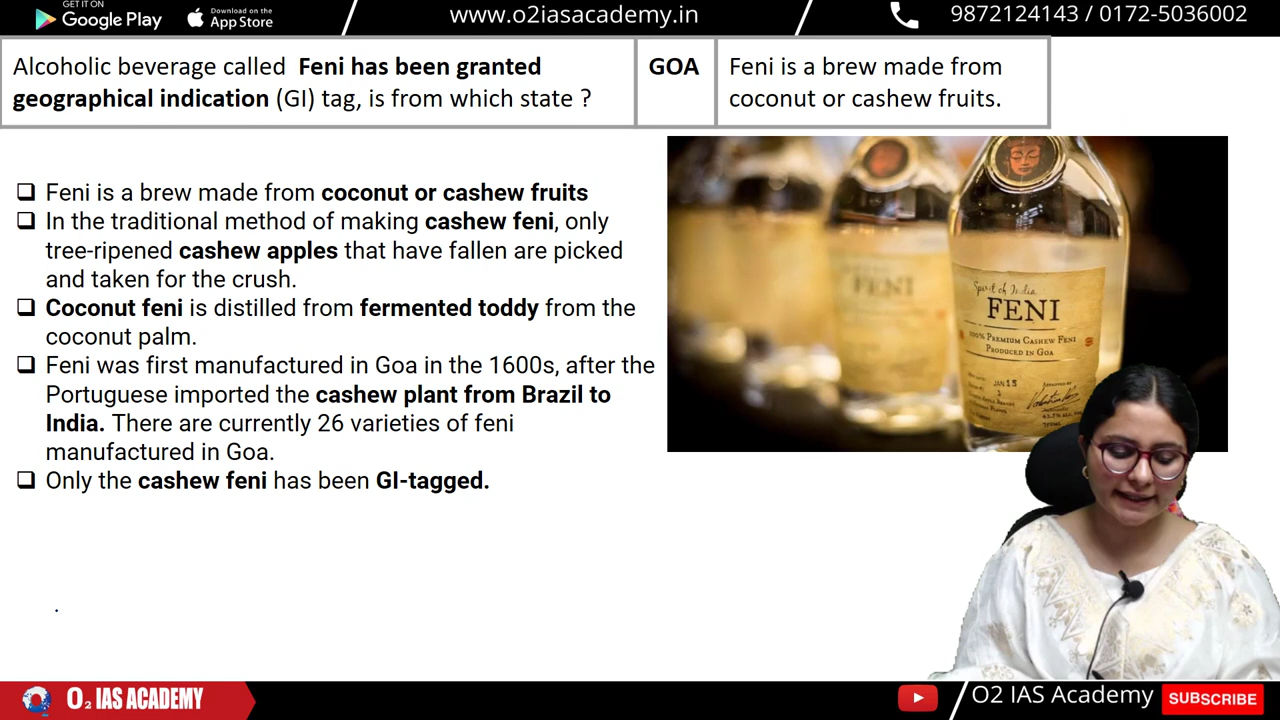 GET IT ON
Google Play
Download on the
App Store
www.o2iasacademy.in
9872124143 / 0172-5036002
Alcoholic beverage called Feni has been granted
geographical indication (GI) tag, is from which state ?
GOA
Feni is a brew made from
coconut or cashew fruits.
❑ Feni is a brew made from coconut or cashew fruits
❑ In the traditional method of making cashew feni, only
tree-ripened cashew apples that have fallen are picked
and taken for the crush.
❑ Coconut feni is distilled from fermented toddy from the
coconut palm.
❑ Feni was first manufactured in Goa in the 1600s, after the
Portuguese imported the cashew plant from Brazil to
India. There are currently 26 varieties of feni
manufactured in Goa.
❑ Only the cashew feni has been GI-tagged.
.
FENI
Spirit of India
FENI
100% PREMIUM CASHEW FENI
PRODUCED IN GOA
JAN 15
O₂ IAS ACADEMY
O2 IAS Academy
SUBSCRIBE